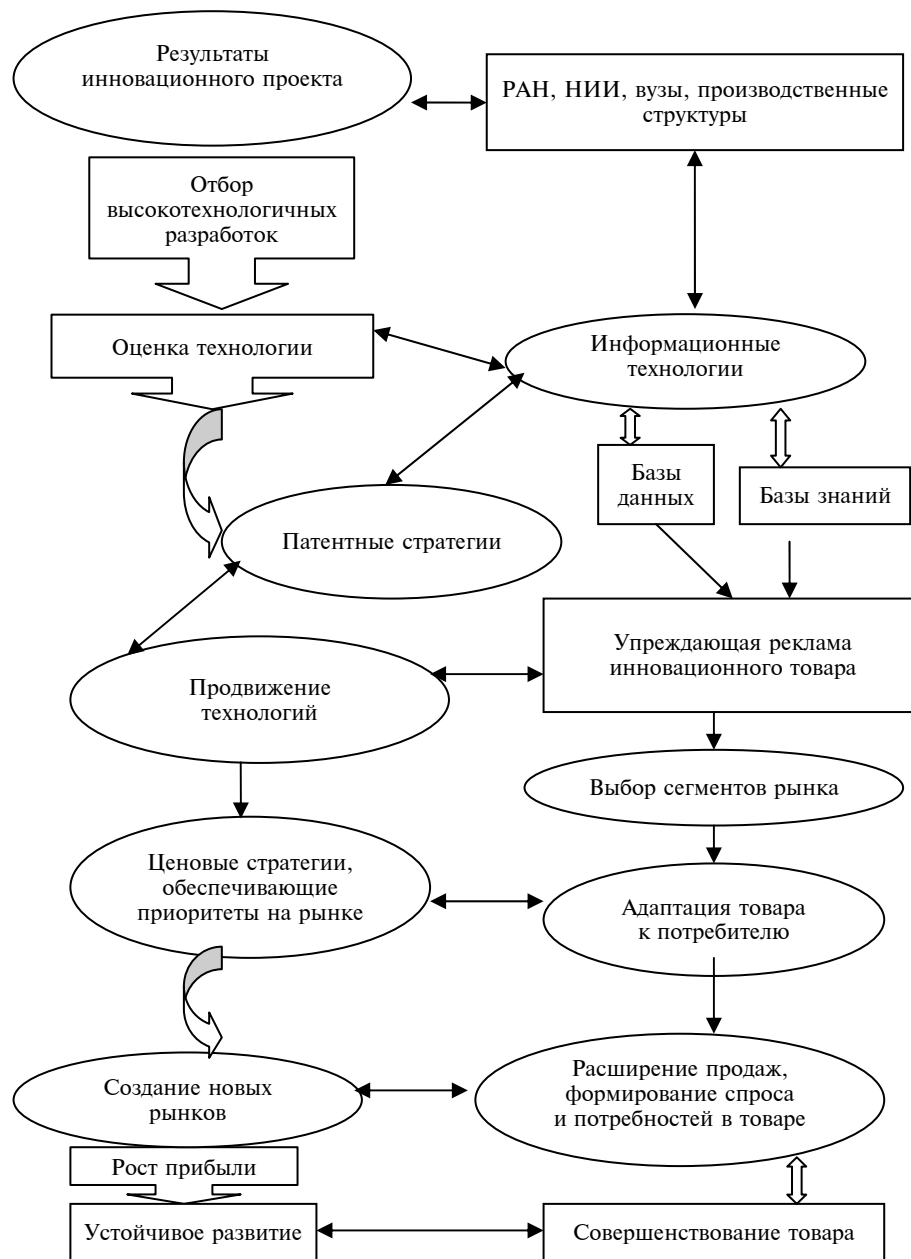 Результаты
инновационного проекта
РАН, НИИ, вузы, производственные
структуры
Отбор
высокотехнологичных
разработок
Оценка технологии
Информационные
технологии
Базы
данных
Базы знаний
Патентные стратегии
Упреждающая реклама
инновационного товара
Продвижение
технологий
Выбор сегментов рынка
Ценовые стратегии,
обеспечивающие
приоритеты на рынке
Адаптация товара
к потребителю
Создание новых
рынков
Расширение продаж,
формирование спроса
и потребностей в товаре
Рост прибыли
Устойчивое развитие
Совершенствование товара